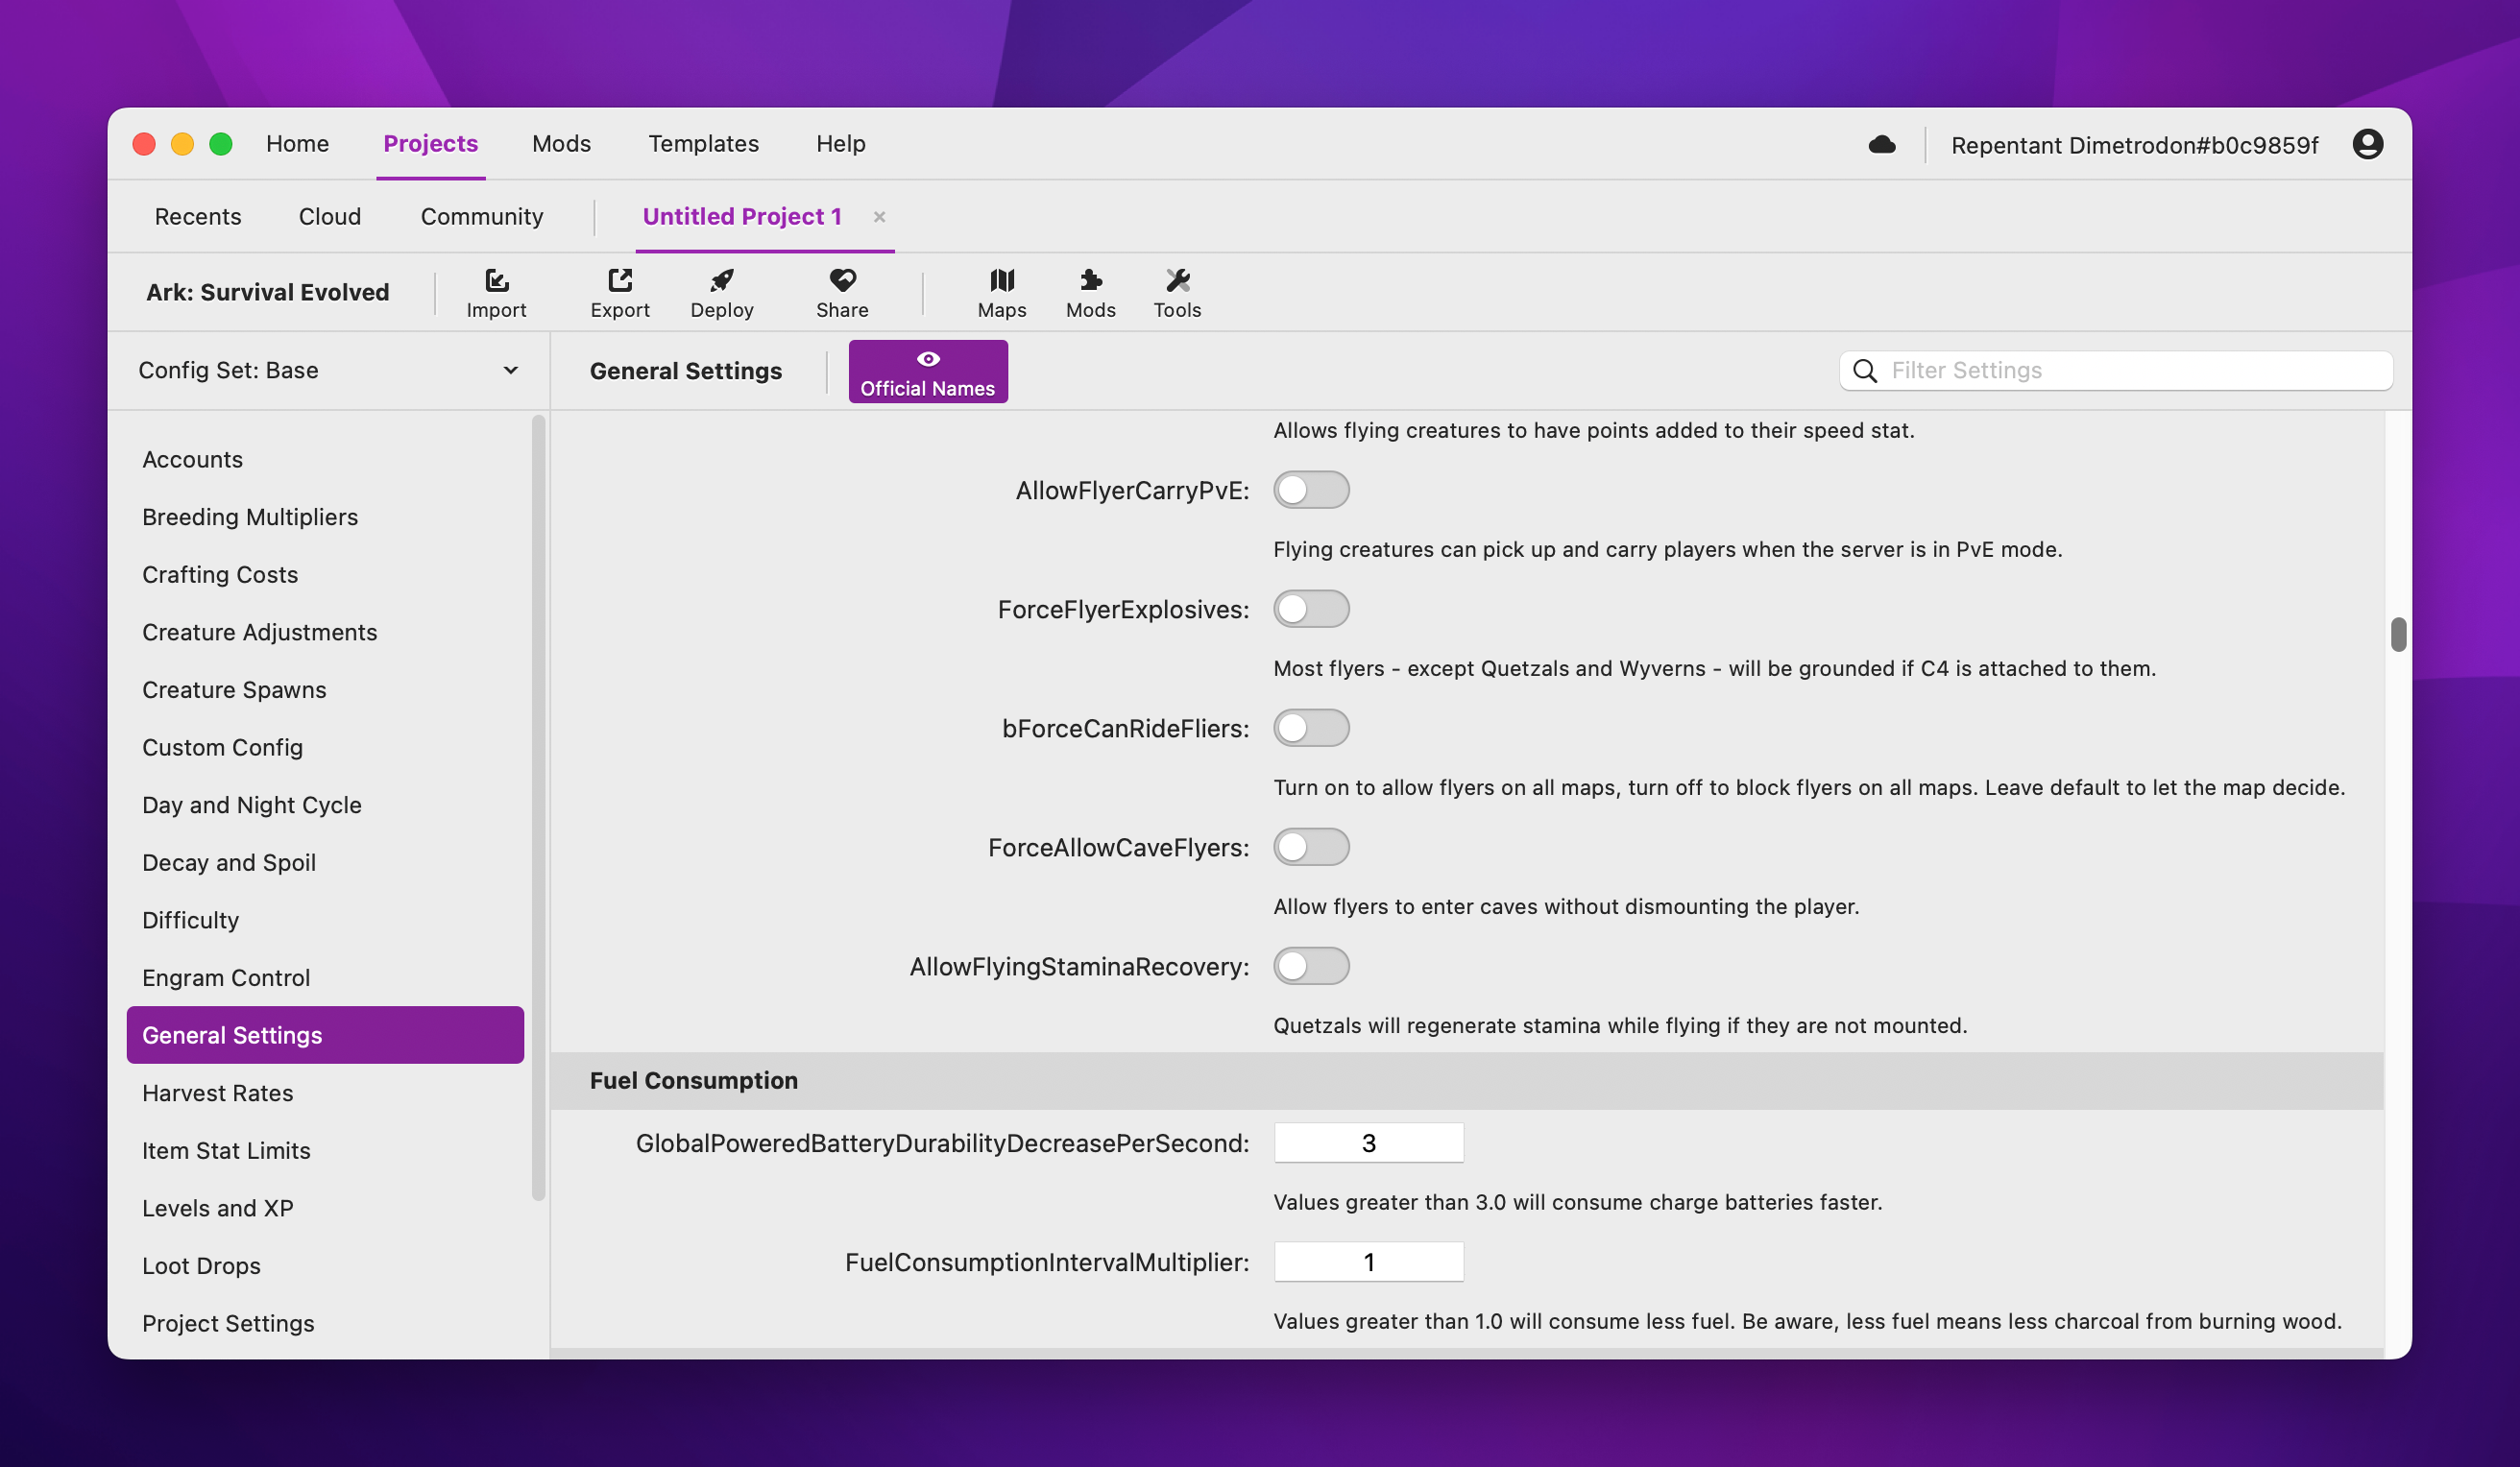 Home Projects Mods Templates Help Repentant Dimetrodon#b0c9859f
Recents Cloud Community Untitled Project 1 ×
Ark: Survival Evolved Import Export Deploy Share Maps Mods Tools
Config Set: Base
General Settings Official Names Filter Settings
Accounts
Breeding Multipliers
Crafting Costs
Creature Adjustments
Creature Spawns
Custom Config
Day and Night Cycle
Decay and Spoil
Difficulty
Engram Control
General Settings
Harvest Rates
Item Stat Limits
Levels and XP
Loot Drops
Project Settings
Allows flying creatures to have points added to their speed stat.
AllowFlyerCarryPvE:
Flying creatures can pick up and carry players when the server is in PvE mode.
ForceFlyerExplosives:
Most flyers - except Quetzals and Wyverns - will be grounded if C4 is attached to them.
bForceCanRideFliers:
Turn on to allow flyers on all maps, turn off to block flyers on all maps. Leave default to let the map decide.
ForceAllowCaveFlyers:
Allow flyers to enter caves without dismounting the player.
AllowFlyingStaminaRecovery:
Quetzals will regenerate stamina while flying if they are not mounted.
Fuel Consumption
GlobalPoweredBatteryDurabilityDecreasePerSecond: 3
Values greater than 3.0 will consume charge batteries faster.
FuelConsumptionIntervalMultiplier: 1
Values greater than 1.0 will consume less fuel. Be aware, less fuel means less charcoal from burning wood.